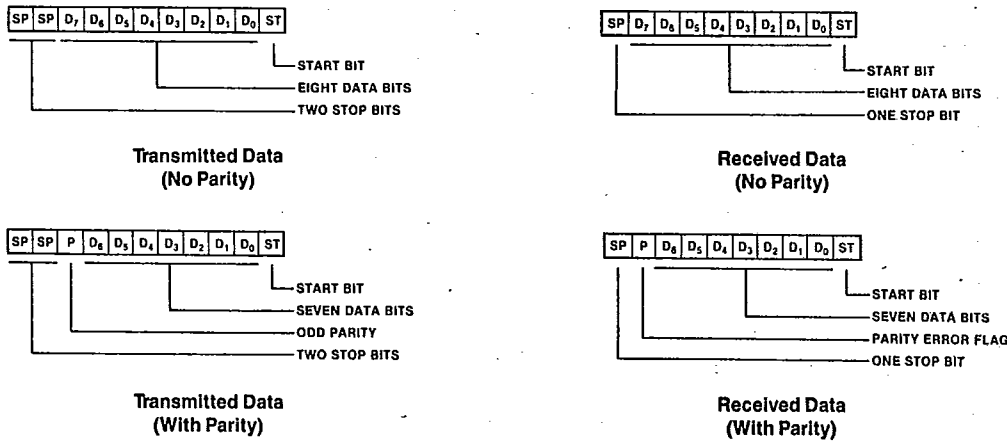 SP SP D7 D6 D5 D4 D3 D2 D1 D0 ST
START BIT
EIGHT DATA BITS
TWO STOP BITS
Transmitted Data
(No Parity)
SP D7 D6 D5 D4 D3 D2 D1 D0 ST
START BIT
EIGHT DATA BITS
ONE STOP BIT
Received Data
(No Parity)
SP SP P D6 D5 D4 D3 D2 D1 D0 ST
START BIT
SEVEN DATA BITS
ODD PARITY
TWO STOP BITS
Transmitted Data
(With Parity)
SP P D6 D5 D4 D3 D2 D1 D0 ST
START BIT
SEVEN DATA BITS
PARITY ERROR FLAG
ONE STOP BIT
Received Data
(With Parity)